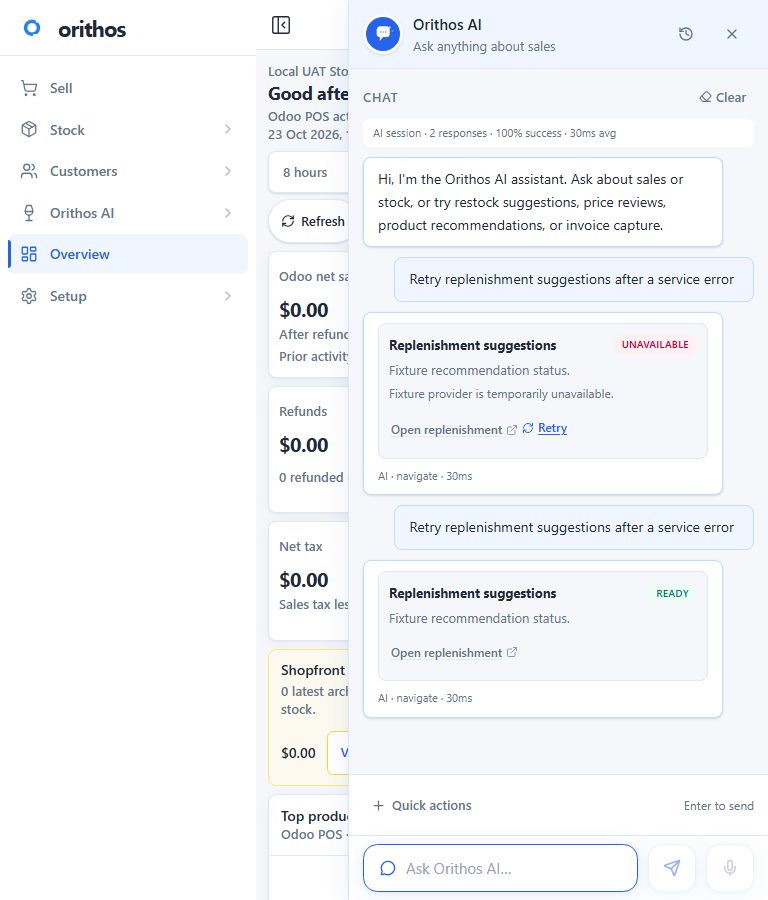 orithos
Sell
Stock
Customers
Orithos AI
Overview
Setup
Local UAT Sto
Good afte
Odoo POS act
23 Oct 2026,
8 hours
Refresh
Odoo net sa
$0.00
After refund
Prior activity
Refunds
$0.00
0 refunded
Net tax
$0.00
Sales tax les
Shopfront
0 latest arch
stock.
$0.00
V
Top produ
Odoo POS ·
Orithos AI
Ask anything about sales
CHAT
Clear
AI session · 2 responses · 100% success · 30ms avg
Hi, I'm the Orithos AI assistant. Ask about sales or
stock, or try restock suggestions, price reviews,
product recommendations, or invoice capture.
Retry replenishment suggestions after a service error
Replenishment suggestions
UNAVAILABLE
Fixture recommendation status.
Fixture provider is temporarily unavailable.
Open replenishment
Retry
AI · navigate · 30ms
Retry replenishment suggestions after a service error
Replenishment suggestions
READY
Fixture recommendation status.
Open replenishment
AI · navigate · 30ms
Quick actions
Enter to send
Ask Orithos AI...